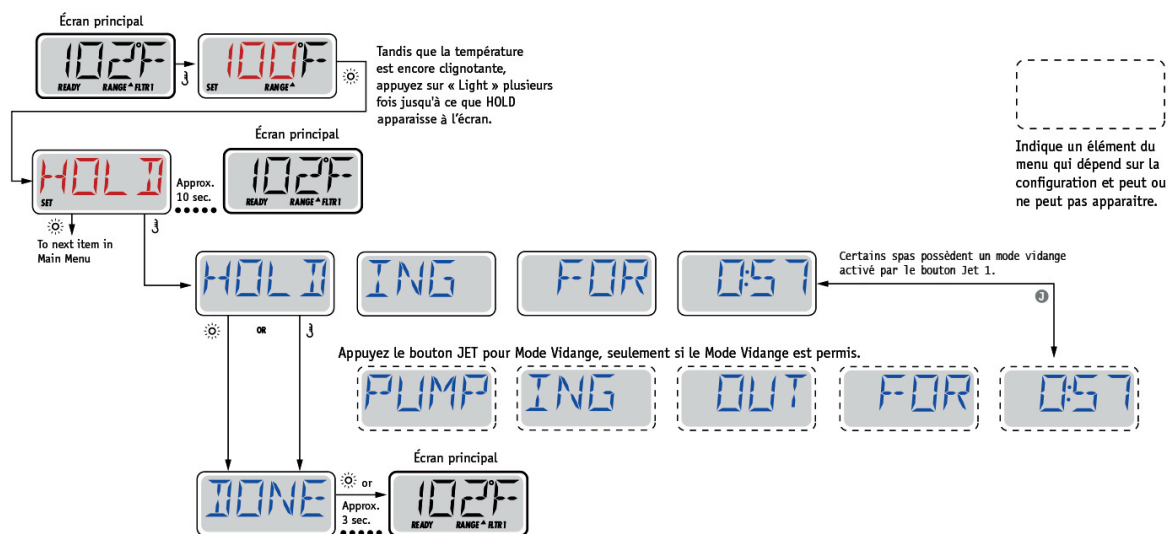 Écran principal
102°F
READY RANGE FLTR1
100°F
SET RANGE
Tandis que la température
est encore clignotante,
appuyez sur « Light » plusieurs
fois jusqu'à ce que HOLD
apparaisse à l'écran.
Indique un élément du
menu qui dépend sur la
configuration et peut ou
ne peut pas apparaitre.
HOLD
SET
Approx.
10 sec.
Écran principal
102°F
READY RANGE FLTR1
To next item in
Main Menu
HOLD ING FOR 0:57
Certains spas possèdent un mode vidange
activé par le bouton Jet 1.
J
OR
Appuyez le bouton JET pour Mode Vidange, seulement si le Mode Vidange est permis.
PUMP ING OUT FOR 0:57
DONE
or
Approx.
3 sec.
Écran principal
102°F
READY RANGE FLTR1